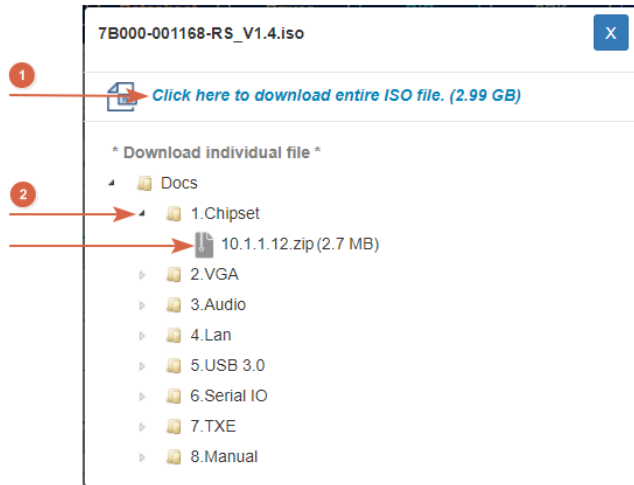 7B000-001168-RS_V1.4.iso
X
1
Click here to download entire ISO file. (2.99 GB)
* Download individual file *
Docs
2
1.Chipset
10.1.1.12.zip (2.7 MB)
2.VGA
3.Audio
4.Lan
5.USB 3.0
6.Serial IO
7.TXE
8.Manual